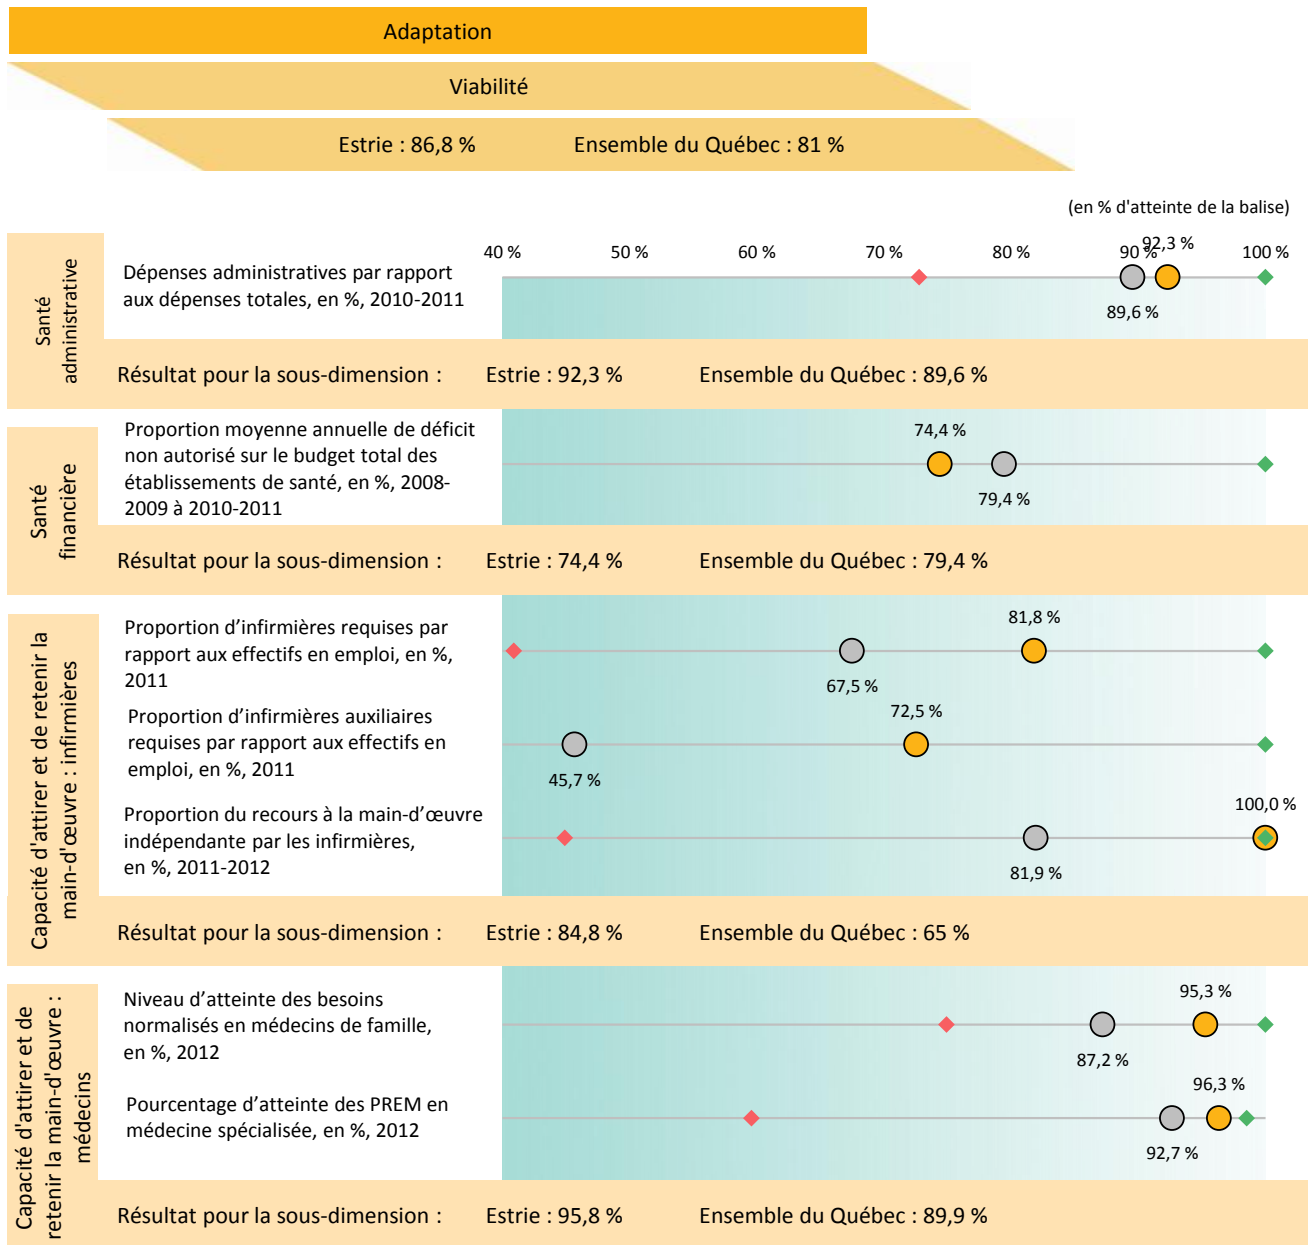 Adaptation
Viabilité
Estrie : 86,8 % Ensemble du Québec : 81 %
(en % d'atteinte de la balise)
40 % 50 % 60 % 70 % 80 % 90 % 100 %
Santé
administrative
Dépenses administratives par rapport
aux dépenses totales, en %, 2010-2011
92,3 %
89,6 %
Résultat pour la sous-dimension : Estrie : 92,3 % Ensemble du Québec : 89,6 %
Santé
financière
Proportion moyenne annuelle de déficit
non autorisé sur le budget total des
établissements de santé, en %, 2008-
2009 à 2010-2011
74,4 %
79,4 %
Résultat pour la sous-dimension : Estrie : 74,4 % Ensemble du Québec : 79,4 %
Capacité d'attirer et de retenir la
main-d'œuvre : infirmières
Proportion d’infirmières requises par
rapport aux effectifs en emploi, en %,
2011
81,8 %
67,5 %
Proportion d’infirmières auxiliaires
requises par rapport aux effectifs en
emploi, en %, 2011
72,5 %
45,7 %
Proportion du recours à la main-d’œuvre
indépendante par les infirmières,
en %, 2011-2012
100,0 %
81,9 %
Résultat pour la sous-dimension : Estrie : 84,8 % Ensemble du Québec : 65 %
Capacité d'attirer et de
retenir la main-d'œuvre :
médecins
Niveau d’atteinte des besoins
normalisés en médecins de famille,
en %, 2012
95,3 %
87,2 %
Pourcentage d’atteinte des PREM en
médecine spécialisée, en %, 2012
96,3 %
92,7 %
Résultat pour la sous-dimension : Estrie : 95,8 % Ensemble du Québec : 89,9 %